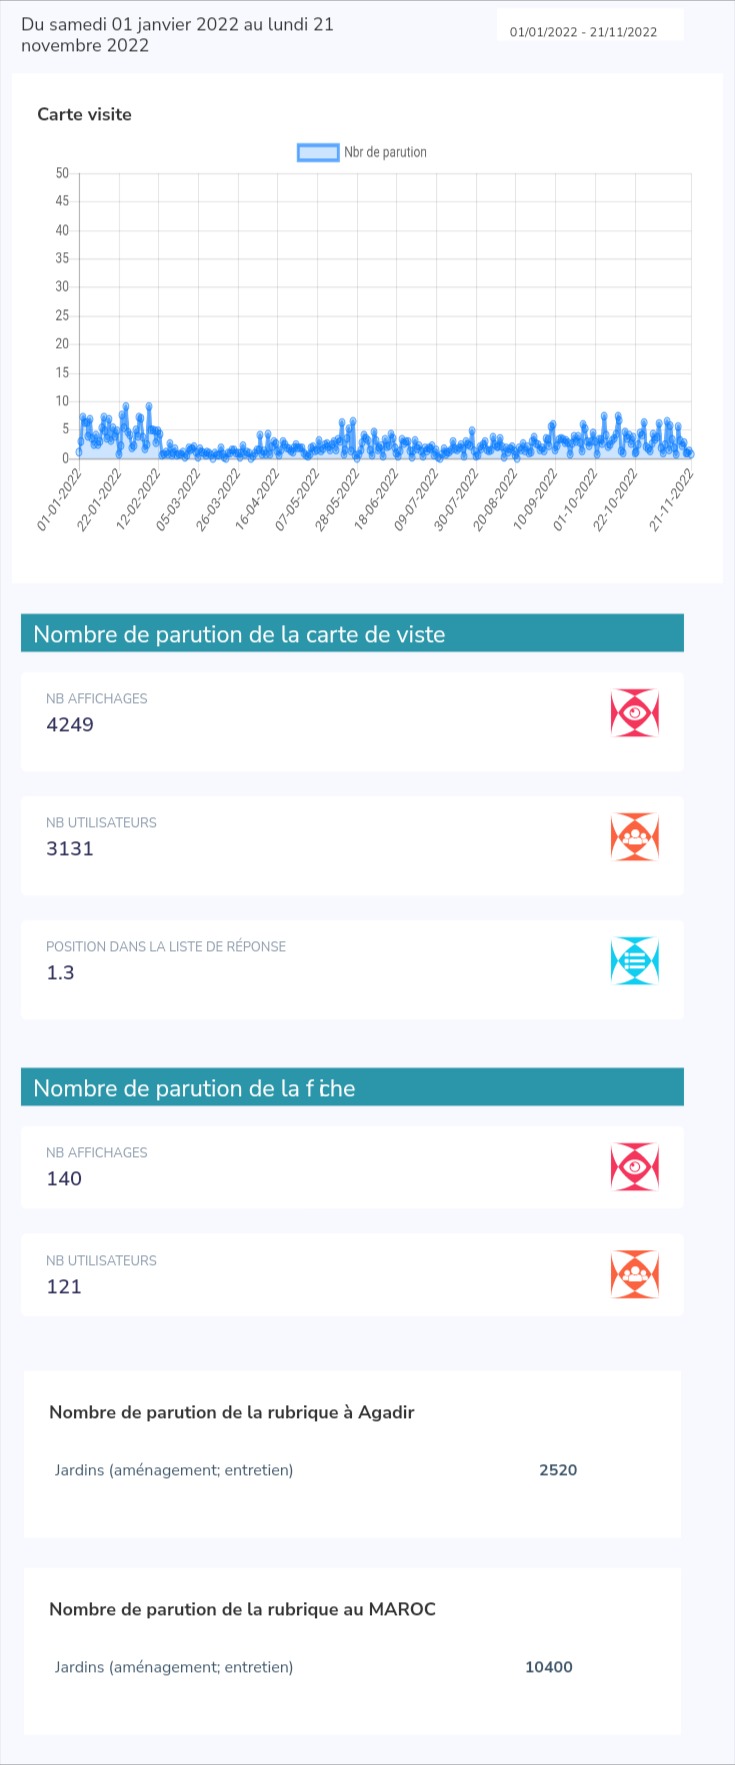 Du samedi 01 janvier 2022 au lundi 21
novembre 2022
01/01/2022 - 21/11/2022
Carte visite
Nbr de parution
50
45
40
35
30
25
20
15
10
5
0
01-01-2022
22-01-2022
12-02-2022
05-03-2022
26-03-2022
16-04-2022
07-05-2022
28-05-2022
18-06-2022
09-07-2022
30-07-2022
20-08-2022
10-09-2022
01-10-2022
22-10-2022
21-11-2022
Nombre de parution de la carte de viste
NB AFFICHAGES
4249
NB UTILISATEURS
3131
POSITION DANS LA LISTE DE RÉPONSE
1.3
Nombre de parution de la fiche
NB AFFICHAGES
140
NB UTILISATEURS
121
Nombre de parution de la rubrique à Agadir
Jardins (aménagement; entretien) 2520
Nombre de parution de la rubrique au MAROC
Jardins (aménagement; entretien) 10400